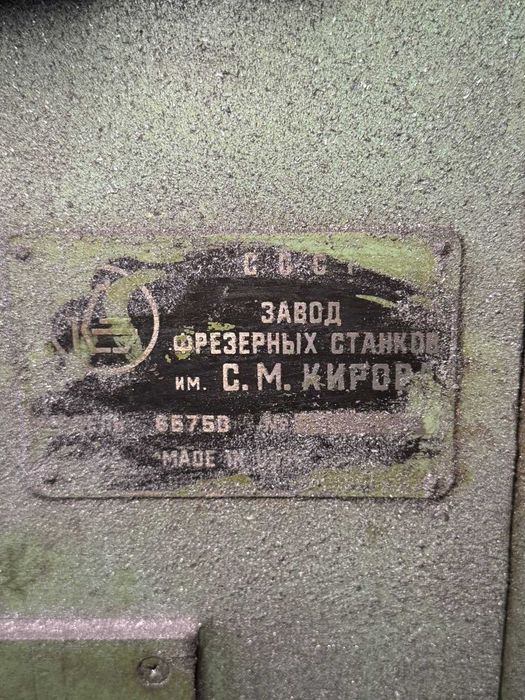 СССР
ЗАВОД
ФРЕЗЕРНЫХ СТАНКОВ
ИМ. С. М. КИРОВА
6Б75В
MADE IN